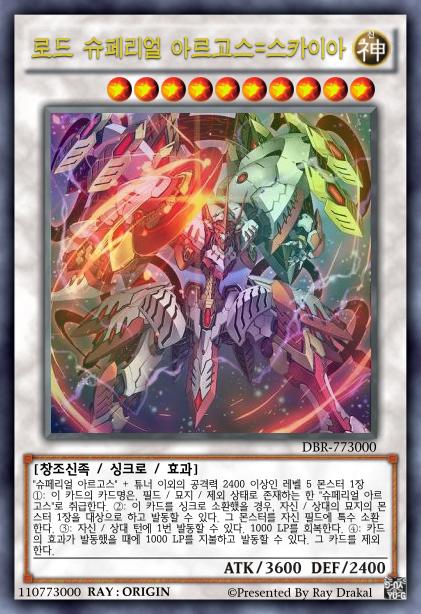 로드 슈페리얼 아르고스=스카이아
神
DBR-773000
[창조신족 / 싱크로 / 효과]
"슈페리얼 아르고스" + 튜너 이외의 공격력 2400 이상인 레벨 5 몬스터 1장
①: 이 카드의 카드명은, 필드 / 묘지 / 제외 상태로 존재하는 한 "슈페리얼 아르
고스"로 취급한다. ②: 이 카드를 싱크로 소환했을 경우, 자신 / 상대의 묘지의 몬
스터 1장을 대상으로 하고 발동할 수 있다. 그 몬스터를 자신 필드에 특수 소환
한다. ③: 자신 / 상대 턴에 1번 발동할 수 있다. 1000 LP를 회복한다. ④: 카드
의 효과가 발동했을 때에 1000 LP를 지불하고 발동할 수 있다. 그 카드를 제외
한다.
ATK/3600 DEF/2400
110773000 RAY : ORIGIN
©Presented By Ray Drakal